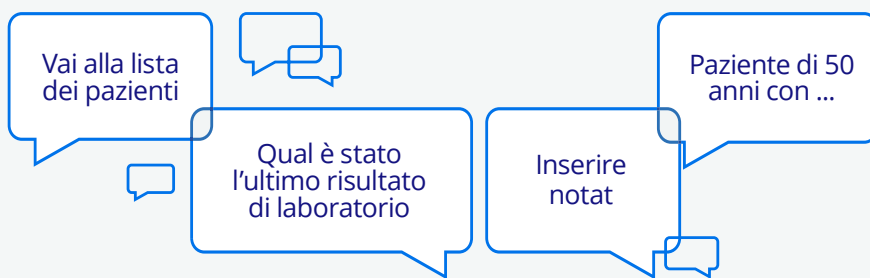 Vai alla lista
dei pazienti
Qual è stato
l'ultimo risultato
di laboratorio
Inserire
notat
Paziente di 50
anni con ...